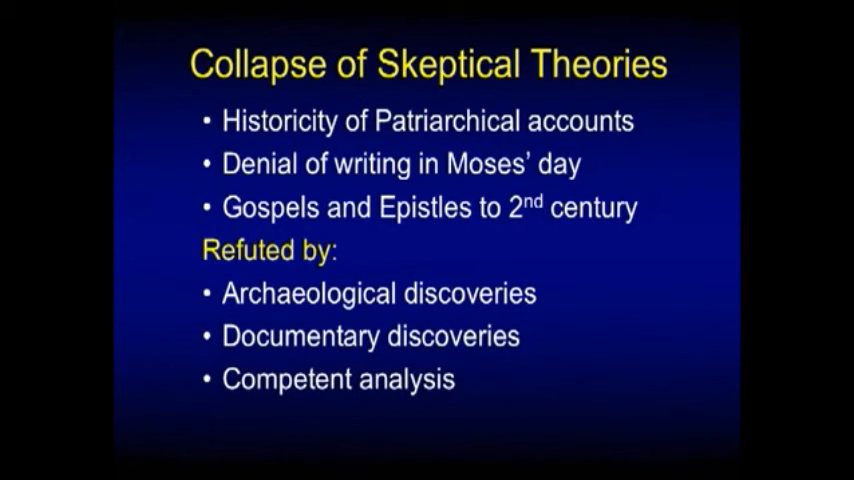 Collapse of Skeptical Theories
• Historicity of Patriarchical accounts
• Denial of writing in Moses’ day
• Gospels and Epistles to 2nd century
Refuted by:
• Archaeological discoveries
• Documentary discoveries
• Competent analysis